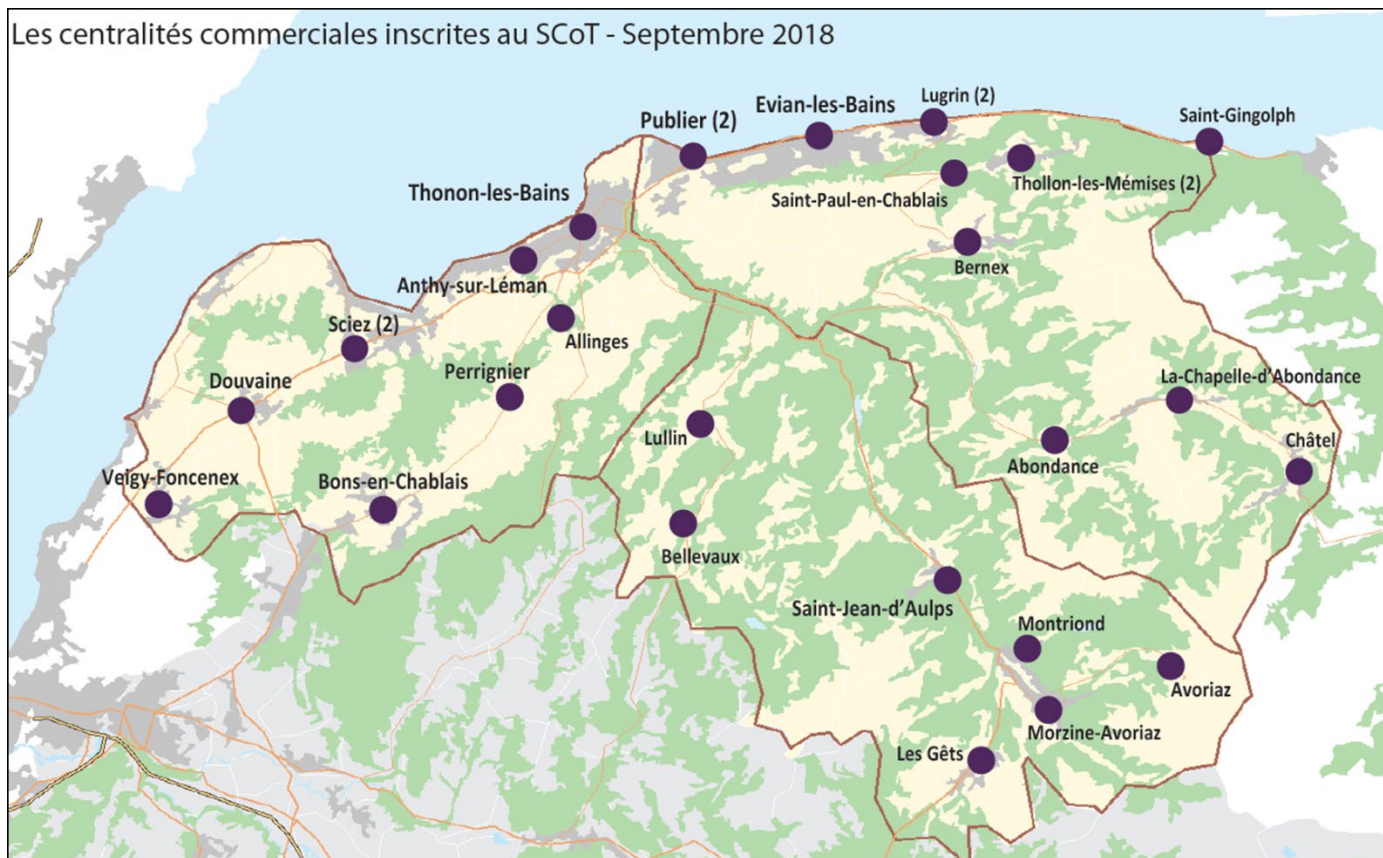 Les centralités commerciales inscrites au SCoT - Septembre 2018
Lugrin (2)
Evian-les-Bains
Saint-Gingolph
Publier (2)
Thollon-les-Mémises (2)
Saint-Paul-en-Chablais
Thonon-les-Bains
Bernex
Anthy-sur-Léman
Sciez (2)
Allinges
Perrignier
Douvaine
La-Chapelle-d'Abondance
Lullin
Châtel
Abondance
Veigy-Foncenex
Bons-en-Chablais
Bellevaux
Saint-Jean-d'Aulps
Montriond
Avoriaz
Morzine-Avoriaz
Les Gêts